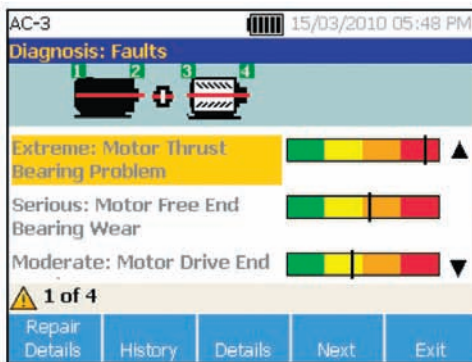 AC-3 15/03/2010 05:48 PM
Diagnosis: Faults
1 2 3 4
Extreme: Motor Thrust
Bearing Problem
Serious: Motor Free End
Bearing Wear
Moderate: Motor Drive End
1 of 4
Repair
Details History Details Next Exit